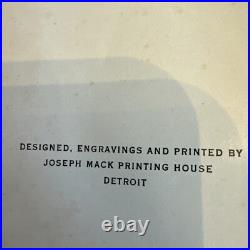 DESIGNED, ENGRAVINGS AND PRINTED BY
JOSEPH MACK PRINTING HOUSE
DETROIT